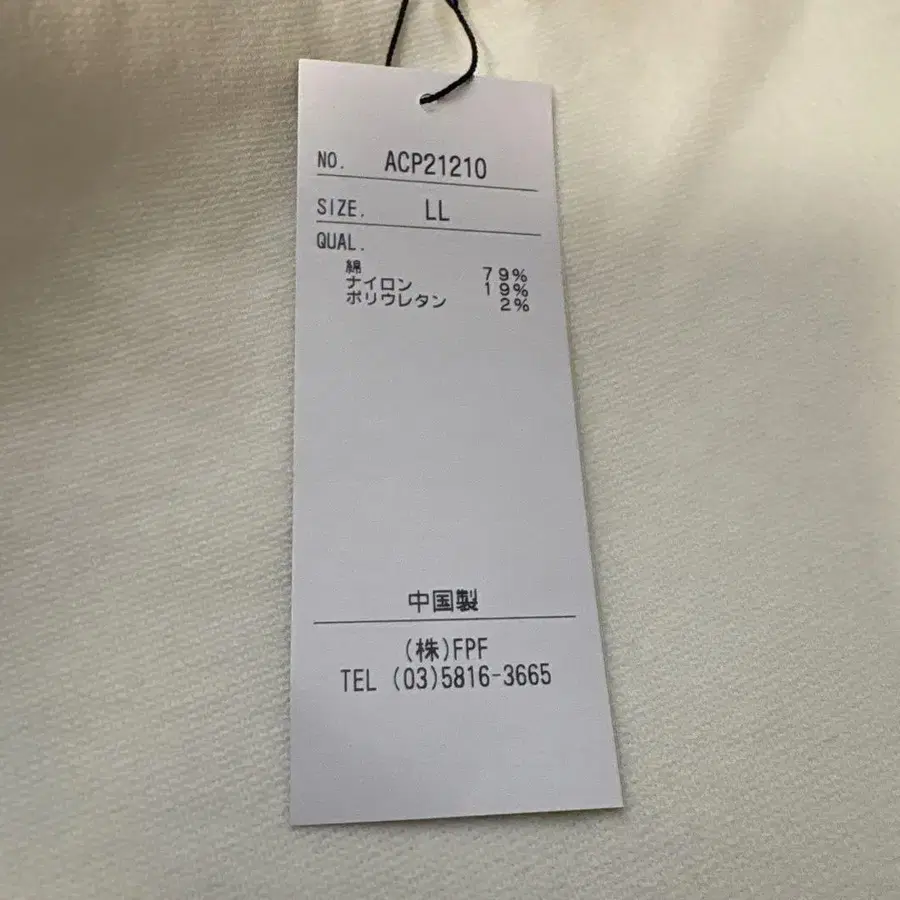 NO. ACP21210
SIZE. LL
QUAL.
綿 79%
ナイロン 19%
ポリウレタン 2%
中国製
(株)FPF
TEL (03)5816-3665